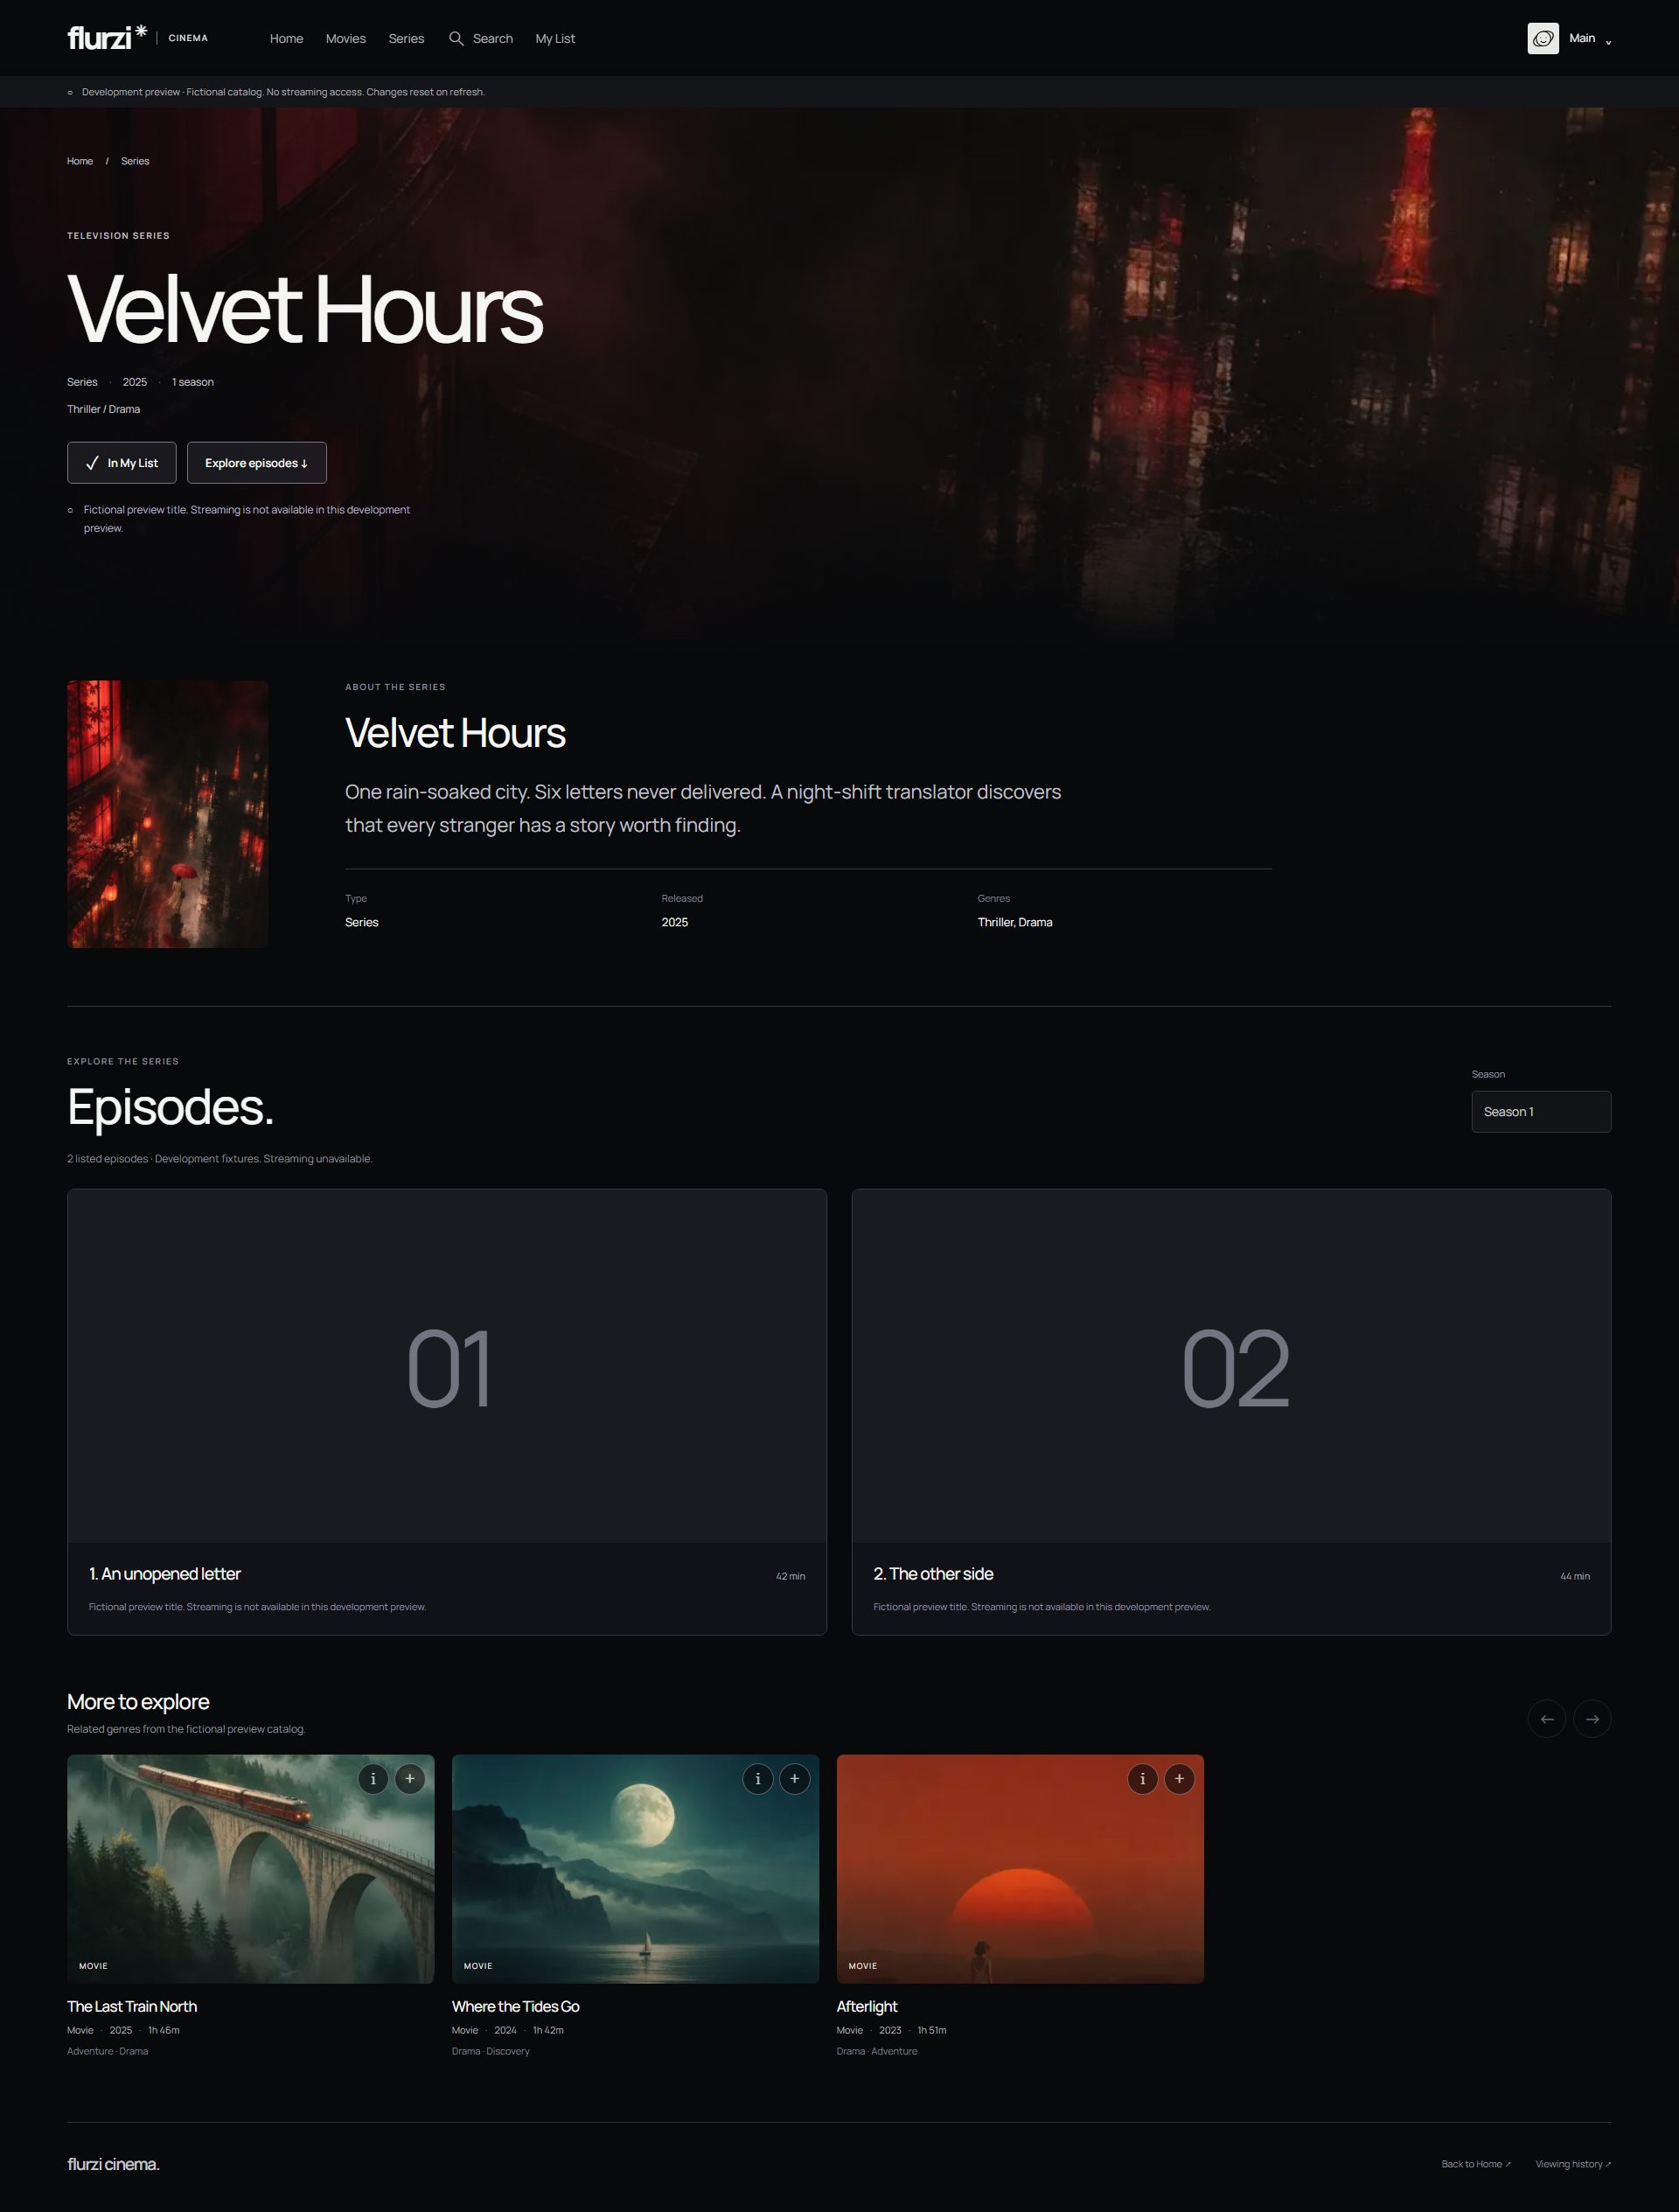 flurzi* CINEMA Home Movies Series Search My List Main
Development preview · Fictional catalog. No streaming access. Changes reset on refresh.
Home / Series
TELEVISION SERIES
Velvet Hours
Series · 2025 · 1 season
Thriller / Drama
✓ In My List Explore episodes ↓
Fictional preview title. Streaming is not available in this development
preview.
ABOUT THE SERIES
Velvet Hours
One rain-soaked city. Six letters never delivered. A night-shift translator discovers
that every stranger has a story worth finding.
Type Released Genres
Series 2025 Thriller, Drama
EXPLORE THE SERIES
Episodes.
Season
Season 1
2 listed episodes · Development fixtures. Streaming unavailable.
01 02
1. An unopened letter 42 min
Fictional preview title. Streaming is not available in this development preview.
2. The other side 44 min
Fictional preview title. Streaming is not available in this development preview.
More to explore
Related genres from the fictional preview catalog.
← →
i + i + i +
MOVIE MOVIE MOVIE
The Last Train North
Movie · 2025 · 1h 46m
Adventure · Drama
Where the Tides Go
Movie · 2024 · 1h 42m
Drama · Discovery
Afterlight
Movie · 2023 · 1h 51m
Drama · Adventure
flurzi cinema. Back to Home ↗ Viewing history ↗